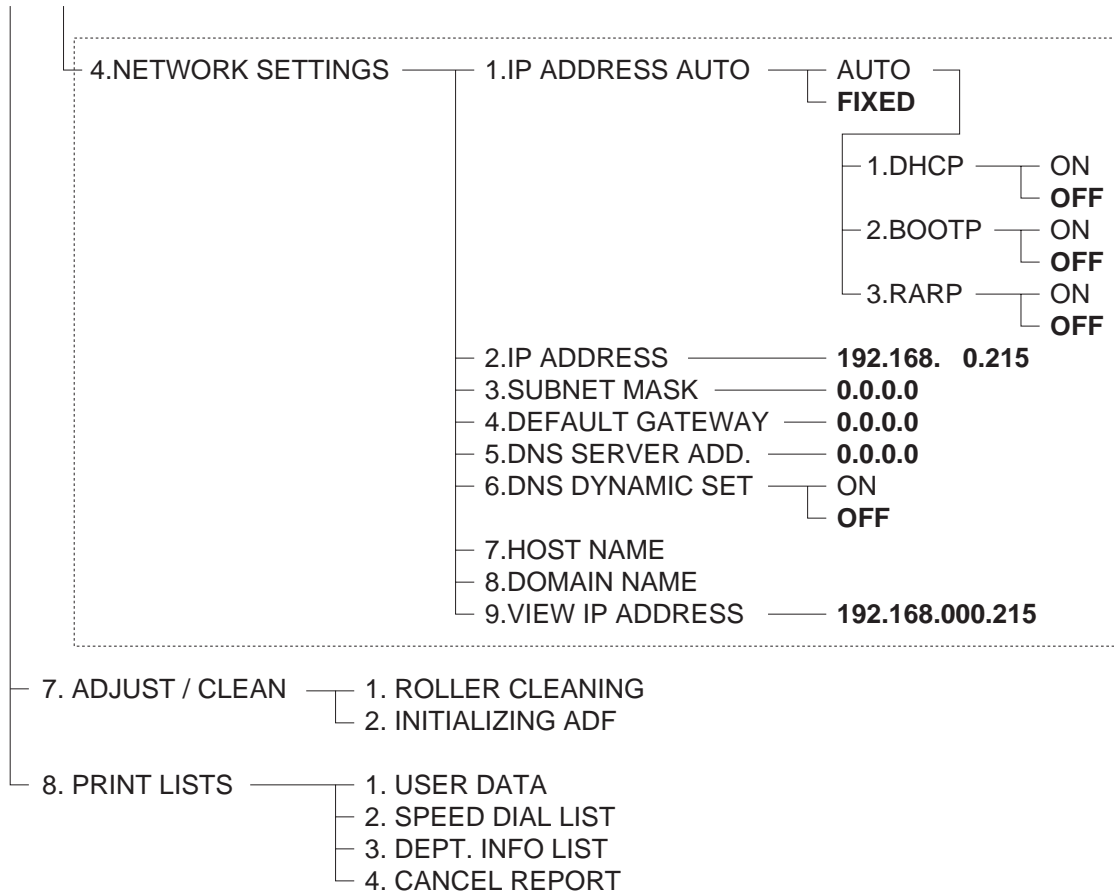 4.NETWORK SETTINGS 1.IP ADDRESS AUTO AUTO
FIXED
1.DHCP ON
OFF
2.BOOTP ON
OFF
3.RARP ON
OFF
2.IP ADDRESS 192.168. 0.215
3.SUBNET MASK 0.0.0.0
4.DEFAULT GATEWAY 0.0.0.0
5.DNS SERVER ADD. 0.0.0.0
6.DNS DYNAMIC SET ON
OFF
7.HOST NAME
8.DOMAIN NAME
9.VIEW IP ADDRESS 192.168.000.215
7. ADJUST / CLEAN 1. ROLLER CLEANING
2. INITIALIZING ADF
8. PRINT LISTS 1. USER DATA
2. SPEED DIAL LIST
3. DEPT. INFO LIST
4. CANCEL REPORT